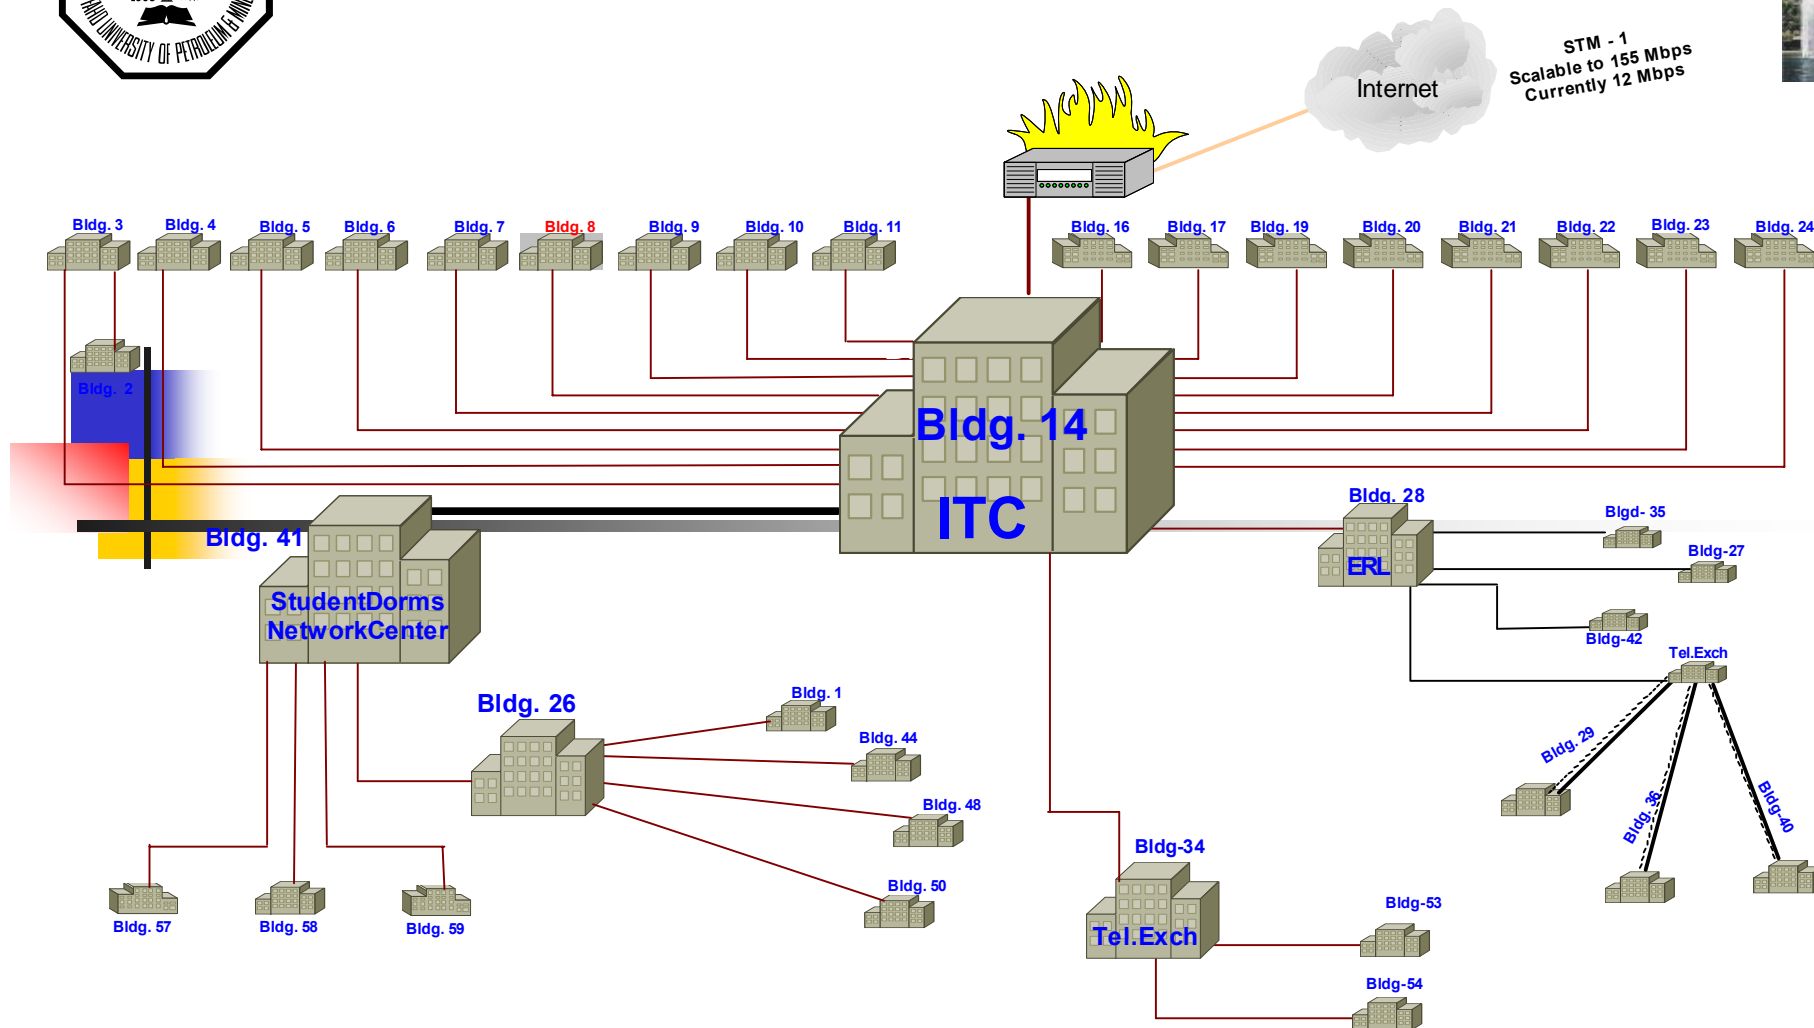 UNIVERSITY OF PETROLEUM & MINE
STM - 1
Scalable to 155 Mbps
Currently 12 Mbps
Internet
Bldg. 3
Bldg. 4
Bldg. 5
Bldg. 6
Bldg. 7
Bldg. 8
Bldg. 9
Bldg. 10
Bldg. 11
Bldg. 16
Bldg. 17
Bldg. 19
Bldg. 20
Bldg. 21
Bldg. 22
Bldg. 23
Bldg. 24
Bldg. 2
Bldg. 14
ITC
Bldg. 28
ERL
Blgd- 35
Bldg-27
Bldg-42
Tel.Exch
Bldg. 29
Bldg. 36
Bldg-40
Bldg. 41
StudentDorms
NetworkCenter
Bldg. 26
Bldg. 1
Bldg. 44
Bldg. 48
Bldg. 50
Bldg. 57
Bldg. 58
Bldg. 59
Bldg-34
Tel.Exch
Bldg-53
Bldg-54